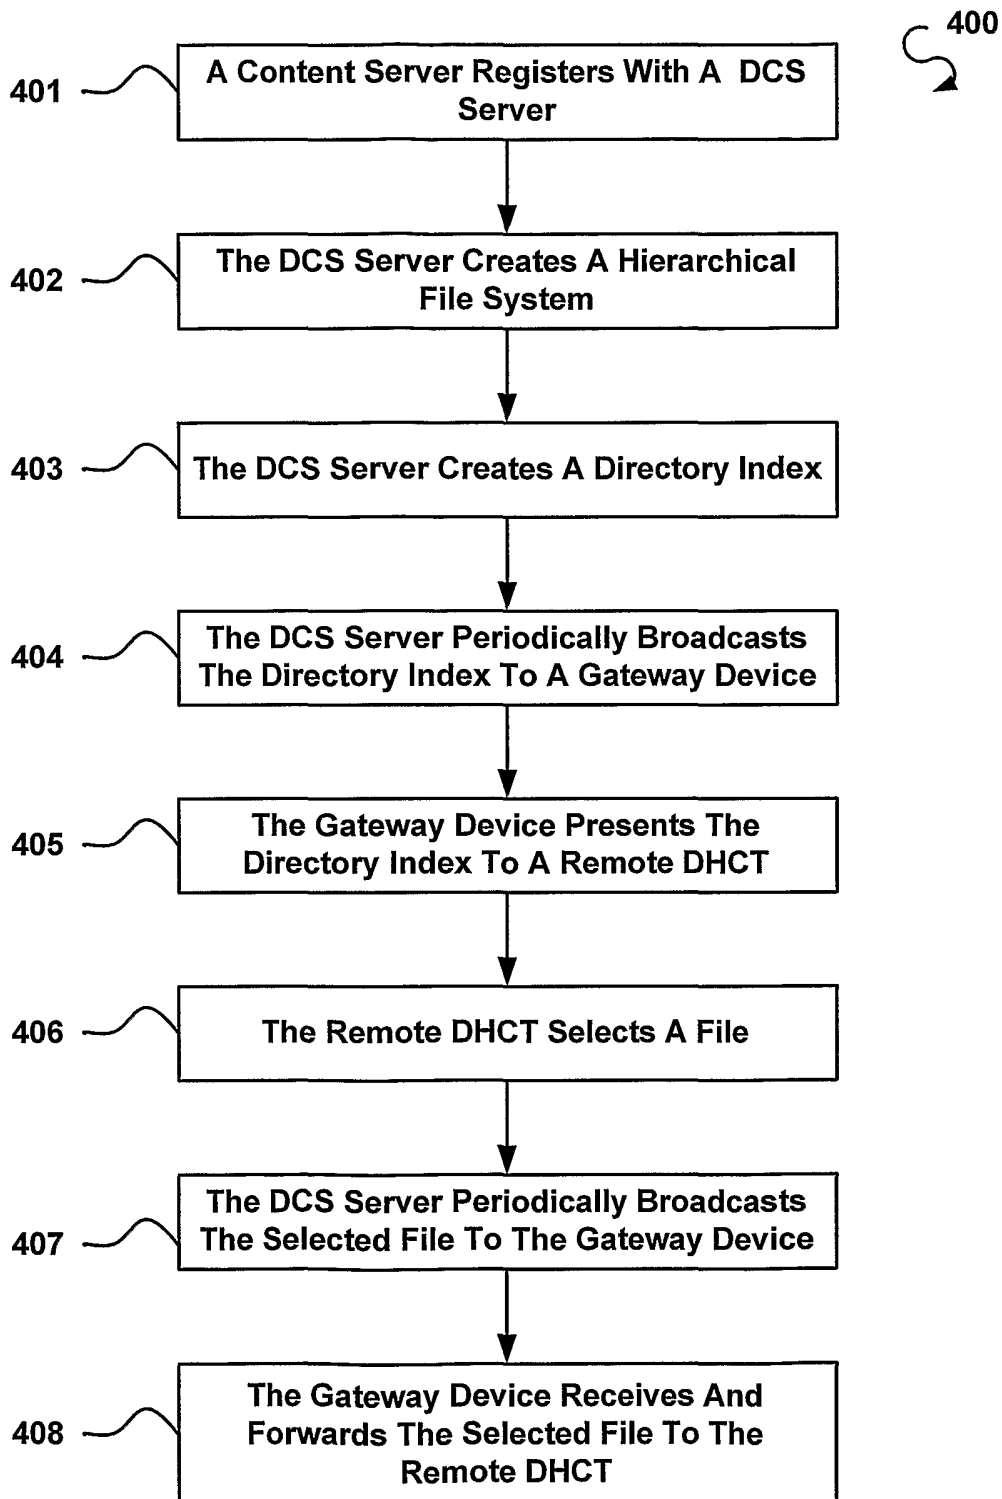 400
401
A Content Server Registers With A DCS
Server
402
The DCS Server Creates A Hierarchical
File System
403
The DCS Server Creates A Directory Index
404
The DCS Server Periodically Broadcasts
The Directory Index To A Gateway Device
405
The Gateway Device Presents The
Directory Index To A Remote DHCT
406
The Remote DHCT Selects A File
407
The DCS Server Periodically Broadcasts
The Selected File To The Gateway Device
408
The Gateway Device Receives And
Forwards The Selected File To The
Remote DHCT